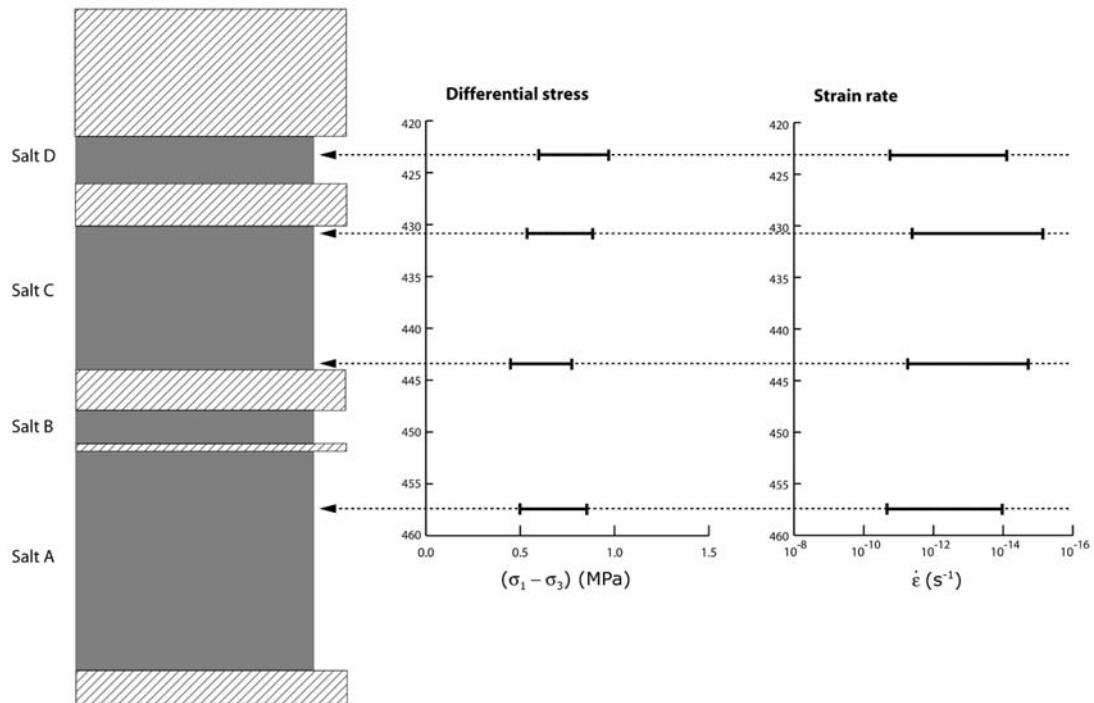 Differential stress
Strain rate
Salt D
Salt C
Salt B
Salt A
420
425
430
435
440
445
450
455
460
0.0 0.5 1.0 1.5
(σ₁ – σ₃) (MPa)
420
425
430
435
440
445
450
455
460
10⁻⁸ 10⁻¹⁰ 10⁻¹² 10⁻¹⁴ 10⁻¹⁶
ε̇ (s⁻¹)